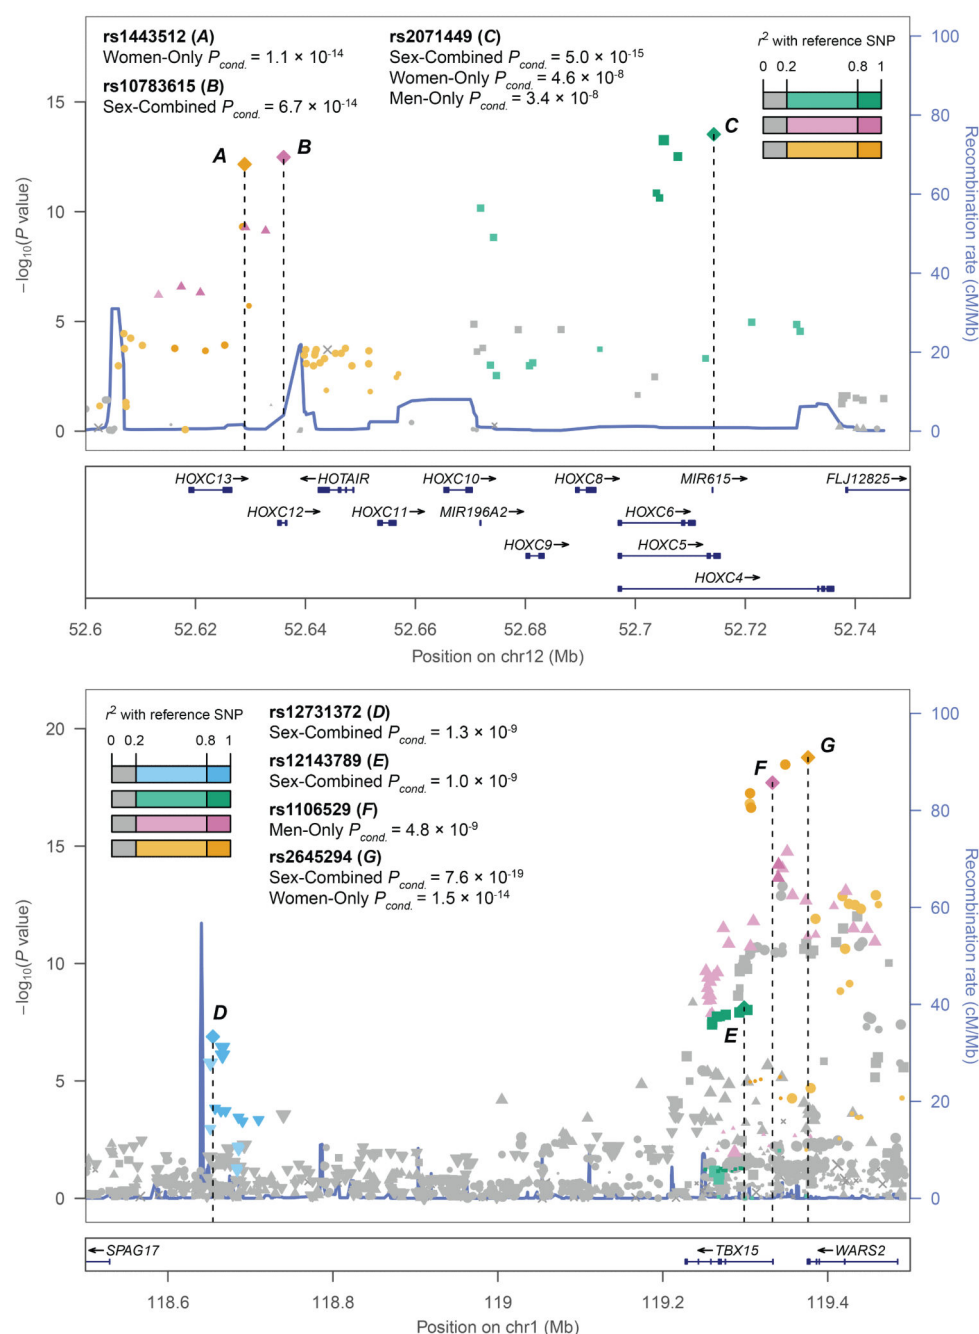 rs1443512 (A)
Women-Only Pcond. = 1.1 × 10-14
rs10783615 (B)
Sex-Combined Pcond. = 6.7 × 10-14
rs2071449 (C)
Sex-Combined Pcond. = 5.0 × 10-15
Women-Only Pcond. = 4.6 × 10-8
Men-Only Pcond. = 3.4 × 10-8
r2 with reference SNP
0 0.2 0.8 1
A B C
−log10(P value)
15
10
5
0
Recombination rate (cM/Mb)
100
80
60
40
20
0
HOXC13→ ←HOTAIR HOXC10→ HOXC8→ MIR615→ FLJ12825→
HOXC12→ HOXC11→ MIR196A2→ HOXC6→
HOXC9→ HOXC5→
HOXC4→
52.6 52.62 52.64 52.66 52.68 52.7 52.72 52.74
Position on chr12 (Mb)
r2 with reference SNP
0 0.2 0.8 1
rs12731372 (D)
Sex-Combined Pcond. = 1.3 × 10-9
rs12143789 (E)
Sex-Combined Pcond. = 1.0 × 10-9
rs1106529 (F)
Men-Only Pcond. = 4.8 × 10-9
rs2645294 (G)
Sex-Combined Pcond. = 7.6 × 10-19
Women-Only Pcond. = 1.5 × 10-14
D E F G
−log10(P value)
20
15
10
5
0
Recombination rate (cM/Mb)
100
80
60
40
20
0
←SPAG17 ←TBX15 ←WARS2
118.6 118.8 119 119.2 119.4
Position on chr1 (Mb)